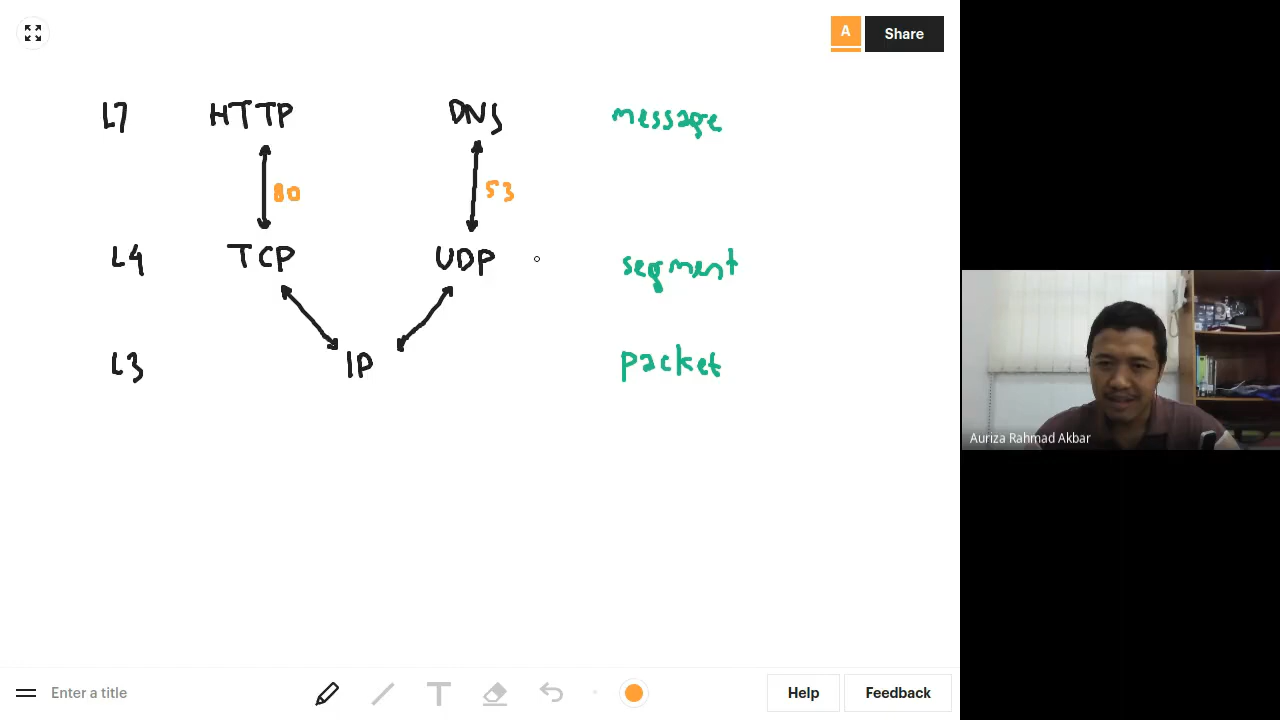 A
Share
L7 HTTP DNS message
80 53
L4 TCP UDP segment
L3 IP packet
Auriza Rahmad Akbar
Enter a title
T
Help
Feedback